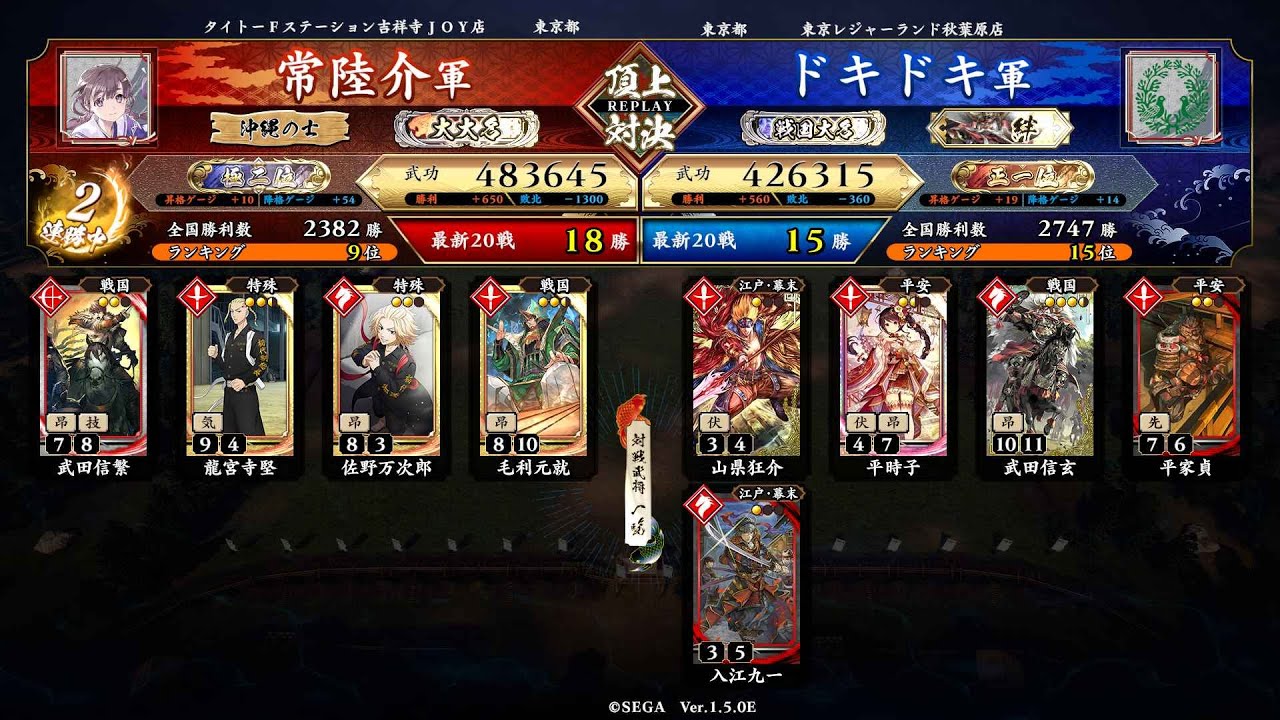 タイトーFステーション吉祥寺JOY店 東京都
東京都 東京レジャーランド秋葉原店
常陸介軍
頂上
REPLAY
対決
ドキドキ軍
沖縄の士
大大名
戦国大名
絆
極二位
武功 483645
勝利 +650 敗北 -1300
武功 426315
勝利 +560 敗北 -360
正一位
昇格ゲージ +10 降格ゲージ +54
昇格ゲージ +19 降格ゲージ +14
2
連勝中
全国勝利数 2382勝
ランキング 9位
最新20戦 18勝
最新20戦 15勝
全国勝利数 2747勝
ランキング 15位
戦国
特殊
特殊
戦国
江戸・幕末
平安
戦国
平安
昂 技
気
昂
昂
伏
伏 昂
昂
先
7 8
9 4
8 3
8 10
3 4
4 7
10 11
7 6
武田信繁
龍宮寺堅
佐野万次郎
毛利元就
山県狂介
平時子
武田信玄
平家貞
対戦武将一覧
江戸・幕末
3 5
入江九一
©SEGA Ver.1.5.0E